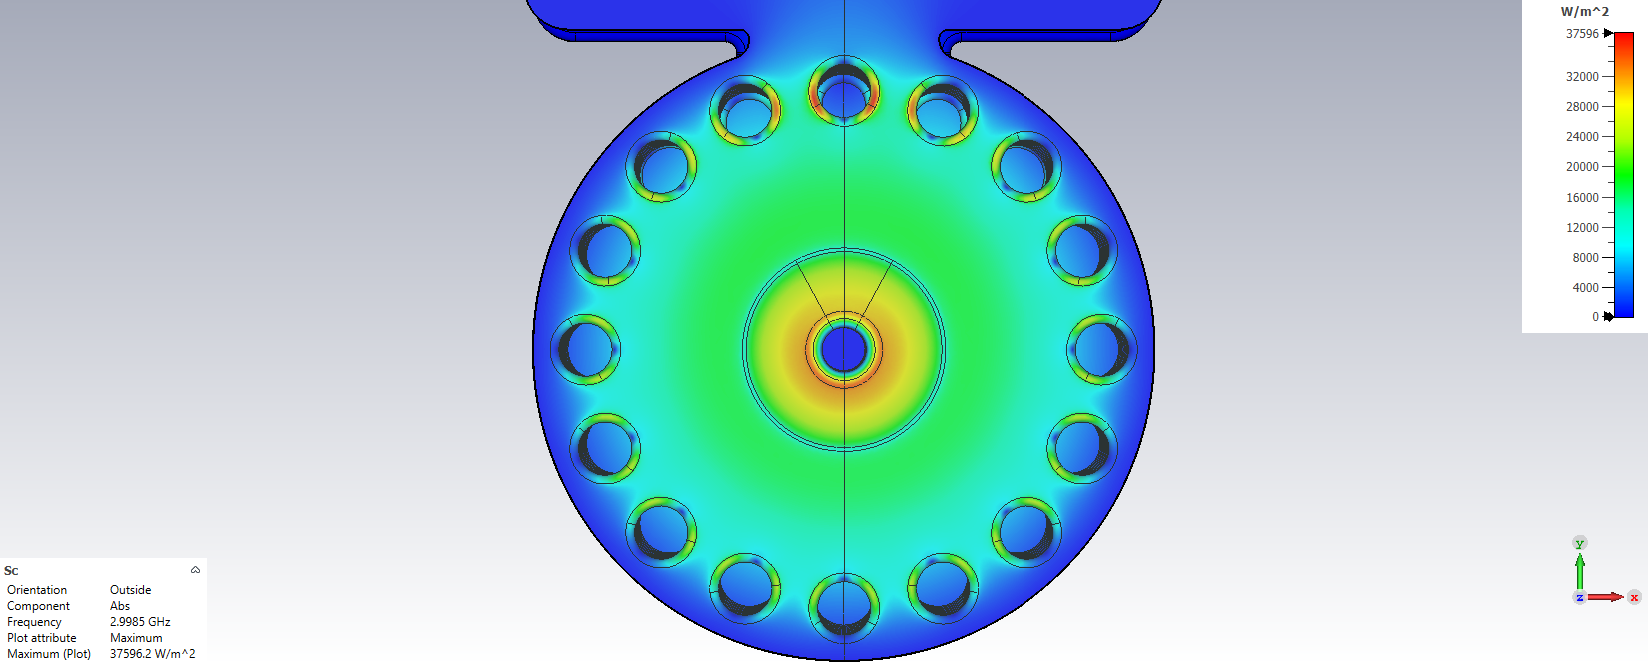 W/m^2
37596
32000
28000
24000
20000
16000
12000
8000
4000
0
y
z
x
Sc
Orientation Outside
Component Abs
Frequency 2.9985 GHz
Plot attribute Maximum
Maximum (Plot) 37596.2 W/m^2